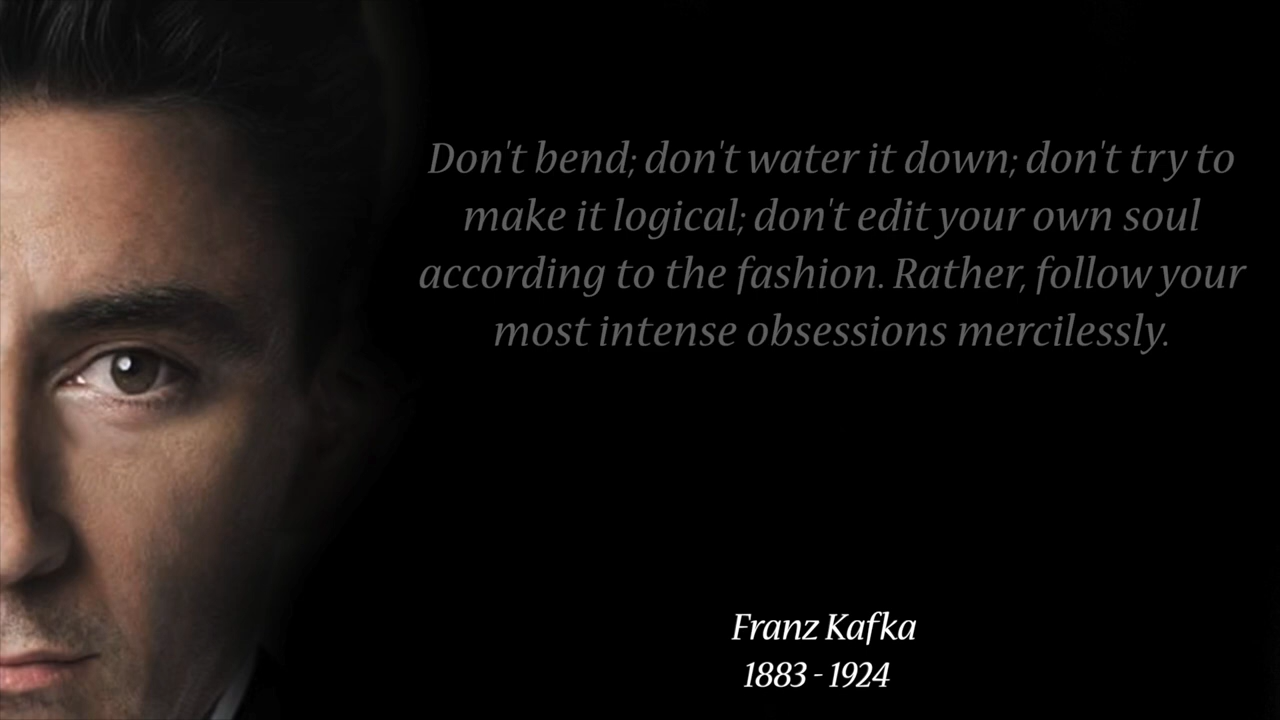 Don't bend; don't water it down; don't try to
make it logical; don't edit your own soul
according to the fashion. Rather, follow your
most intense obsessions mercilessly.
Franz Kafka
1883 - 1924